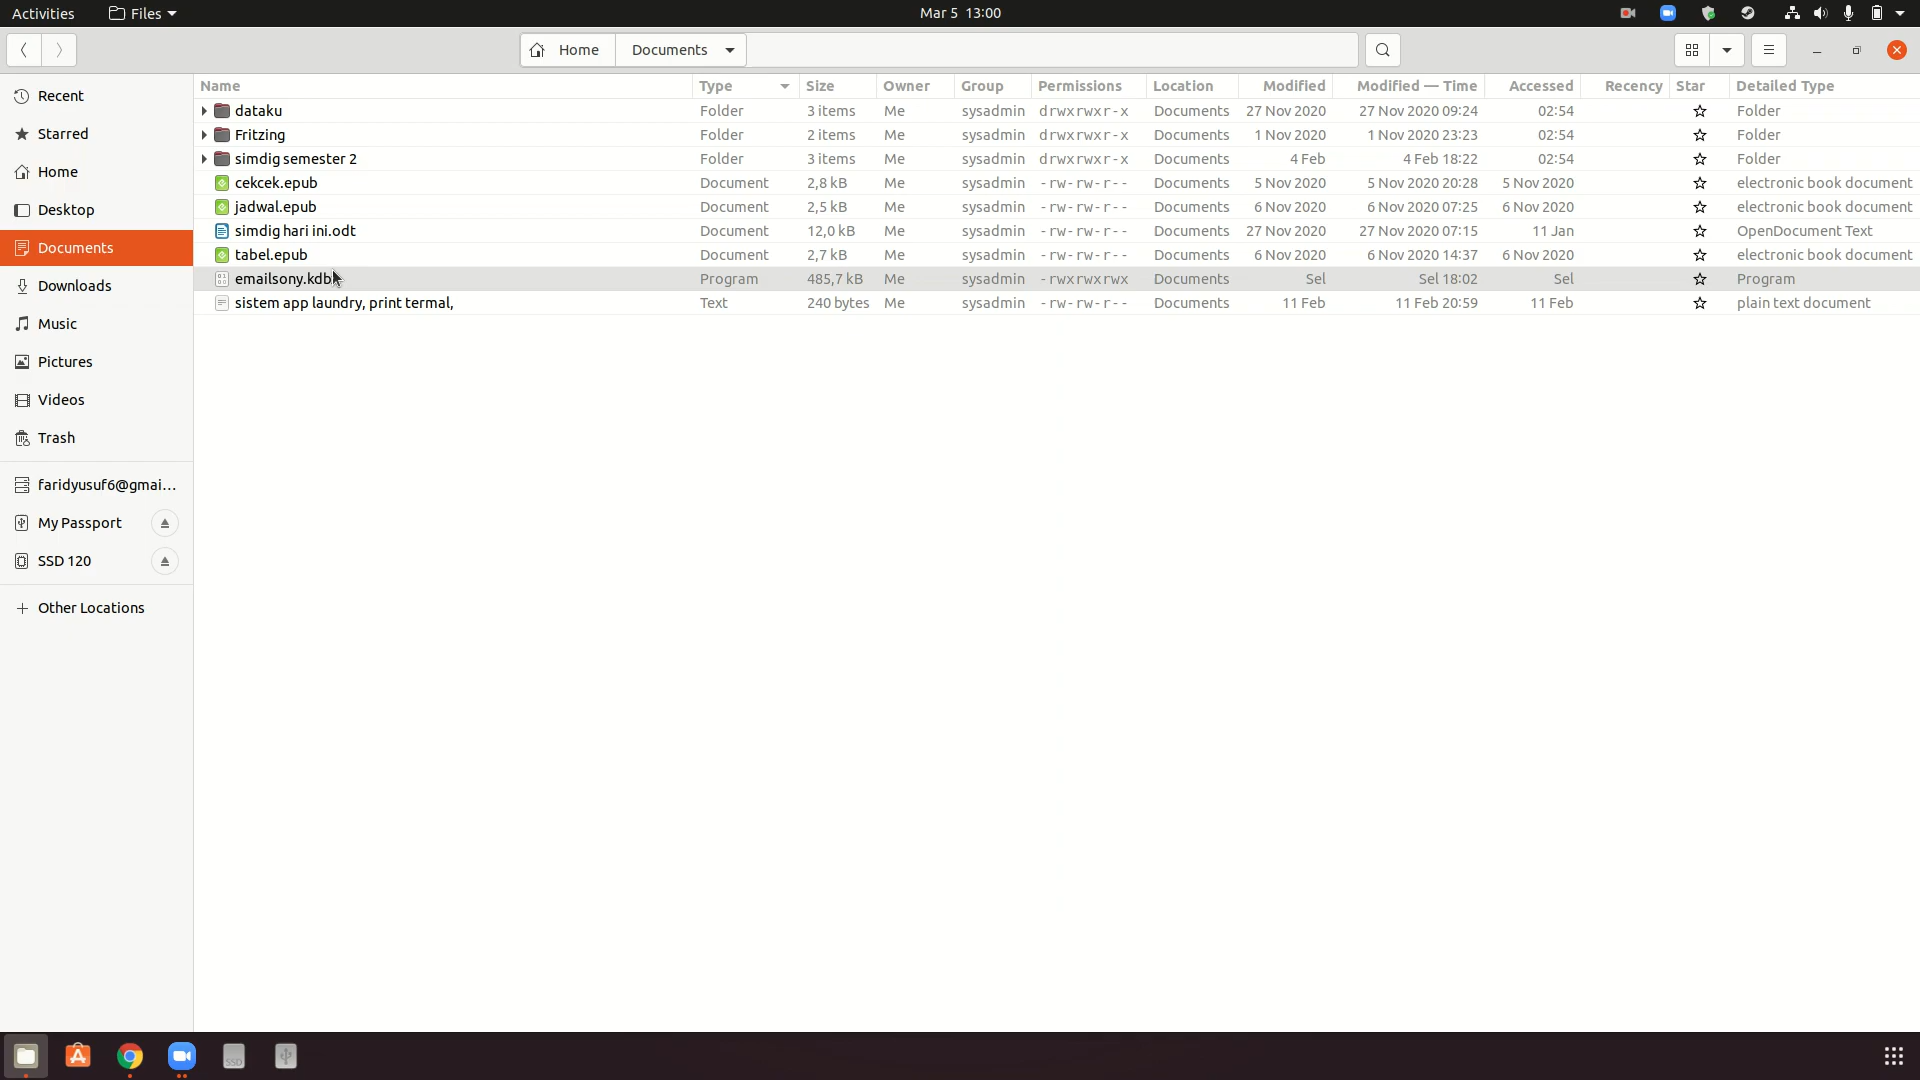 Activities Files Mar 5 13:00
Home Documents
Name Type Size Owner Group Permissions Location Modified Modified — Time Accessed Recency Star Detailed Type
Recent
Starred
Home
Desktop
Documents
Downloads
Music
Pictures
Videos
Trash
faridyusuf6@gmai...
My Passport
SSD 120
Other Locations
dataku Folder 3 items Me sysadmin drwxrwxr-x Documents 27 Nov 2020 27 Nov 2020 09:24 02:54 Folder
Fritzing Folder 2 items Me sysadmin drwxrwxr-x Documents 1 Nov 2020 1 Nov 2020 23:23 02:54 Folder
simdig semester 2 Folder 3 items Me sysadmin drwxrwxr-x Documents 4 Feb 4 Feb 18:22 02:54 Folder
cekcek.epub Document 2,8 kB Me sysadmin -rw-rw-r-- Documents 5 Nov 2020 5 Nov 2020 20:28 5 Nov 2020 electronic book document
jadwal.epub Document 2,5 kB Me sysadmin -rw-rw-r-- Documents 6 Nov 2020 6 Nov 2020 07:25 6 Nov 2020 electronic book document
simdig hari ini.odt Document 12,0 kB Me sysadmin -rw-rw-r-- Documents 27 Nov 2020 27 Nov 2020 07:15 11 Jan OpenDocument Text
tabel.epub Document 2,7 kB Me sysadmin -rw-rw-r-- Documents 6 Nov 2020 6 Nov 2020 14:37 6 Nov 2020 electronic book document
emailsony.kdb Program 485,7 kB Me sysadmin -rwxrwxrwx Documents Sel Sel 18:02 Sel Program
sistem app laundry, print termal, Text 240 bytes Me sysadmin -rw-rw-r-- Documents 11 Feb 11 Feb 20:59 11 Feb plain text document
SSD